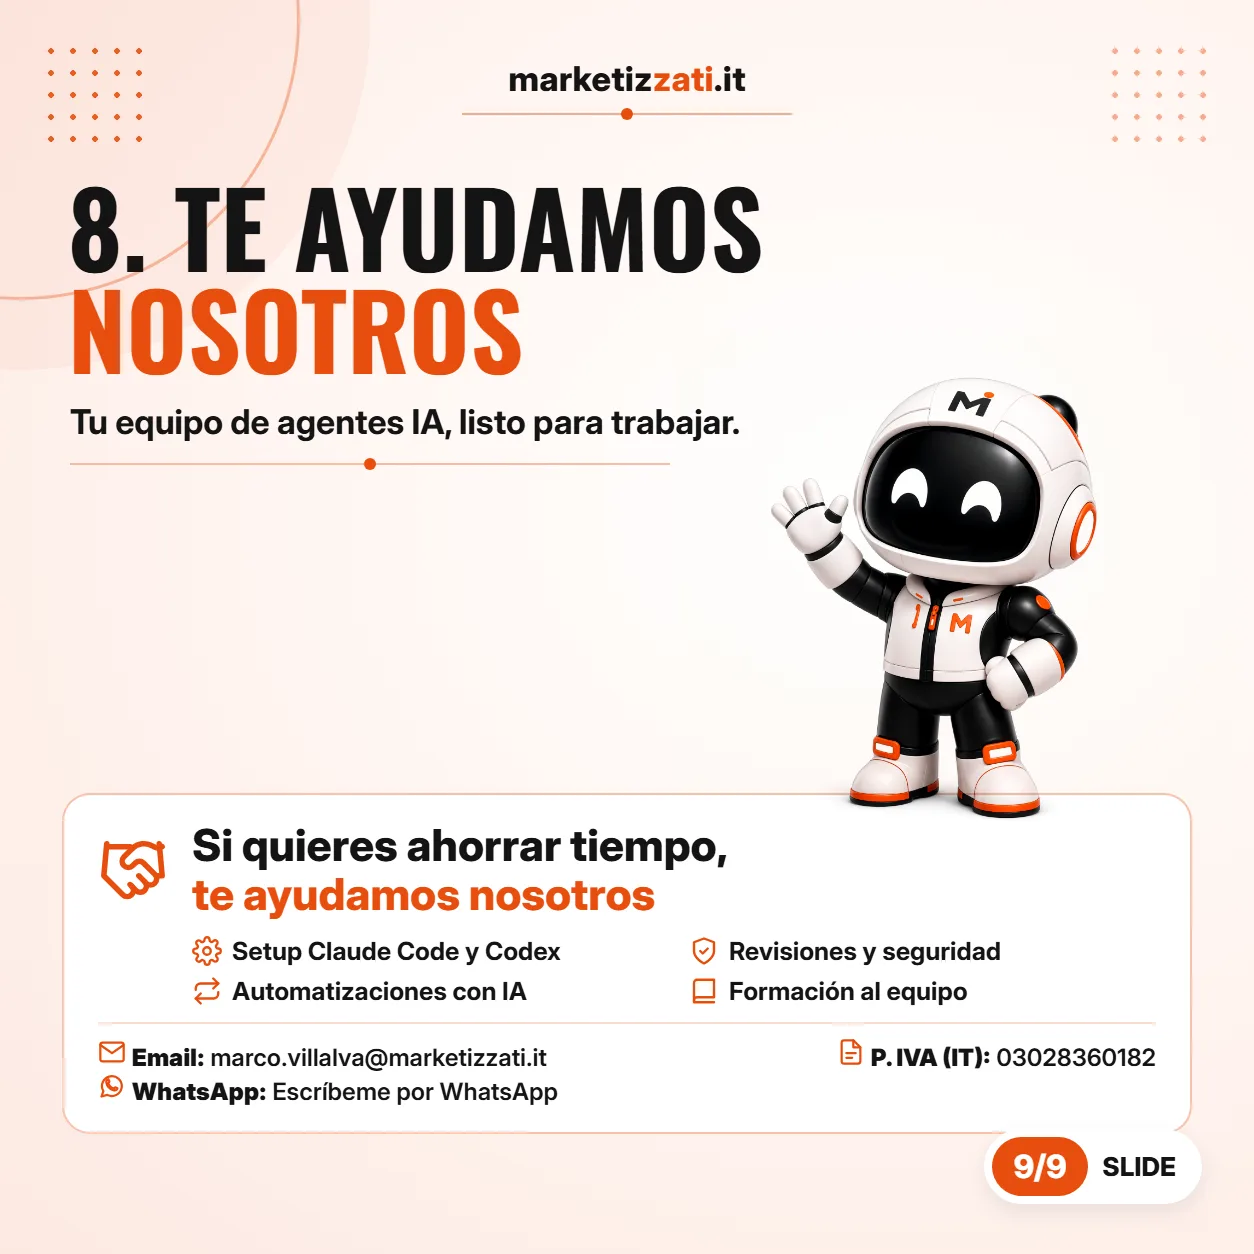 marketizzati.it
8. TE AYUDAMOS
NOSOTROS
Tu equipo de agentes IA, listo para trabajar.
M
M
Si quieres ahorrar tiempo,
te ayudamos nosotros
Setup Claude Code y Codex
Revisiones y seguridad
Automatizaciones con IA
Formación al equipo
Email: marco.villalva@marketizzati.it
P. IVA (IT): 03028360182
WhatsApp: Escríbeme por WhatsApp
9/9 SLIDE